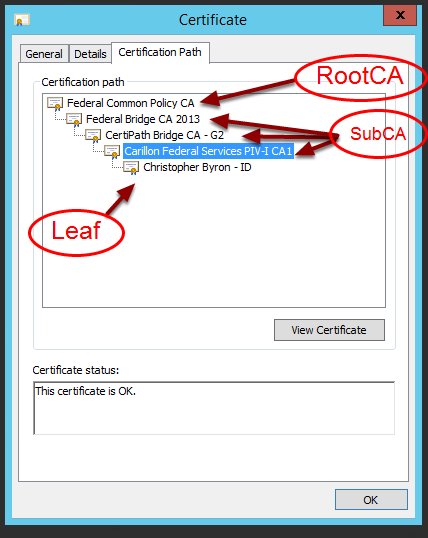 Certificate
General Details Certification Path
Certification path
RootCA
Federal Common Policy CA
Federal Bridge CA 2013
SubCA
CertiPath Bridge CA - G2
Carillon Federal Services PIV-I CA1
Christopher Byron - ID
Leaf
View Certificate
Certificate status:
This certificate is OK.
OK